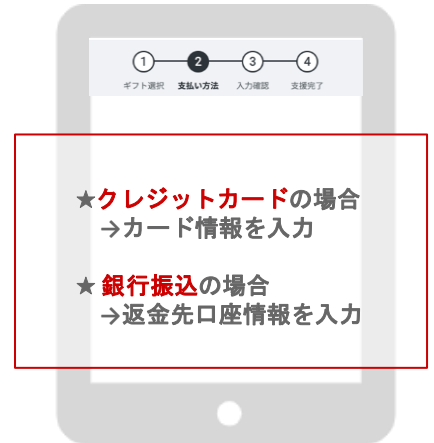 1 2 3 4
ギフト選択 支払い方法 入力確認 支援完了
★クレジットカードの場合
→カード情報を入力
★ 銀行振込の場合
→返金先口座情報を入力